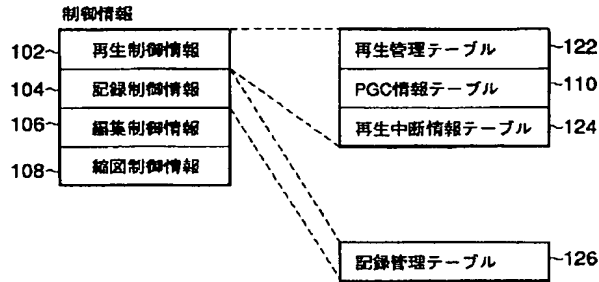 制御情報
102 再生制御情報
104 記録制御情報
106 編集制御情報
108 縮図制御情報
再生管理テーブル 122
PGC情報テーブル 110
再生中断情報テーブル 124
記録管理テーブル 126